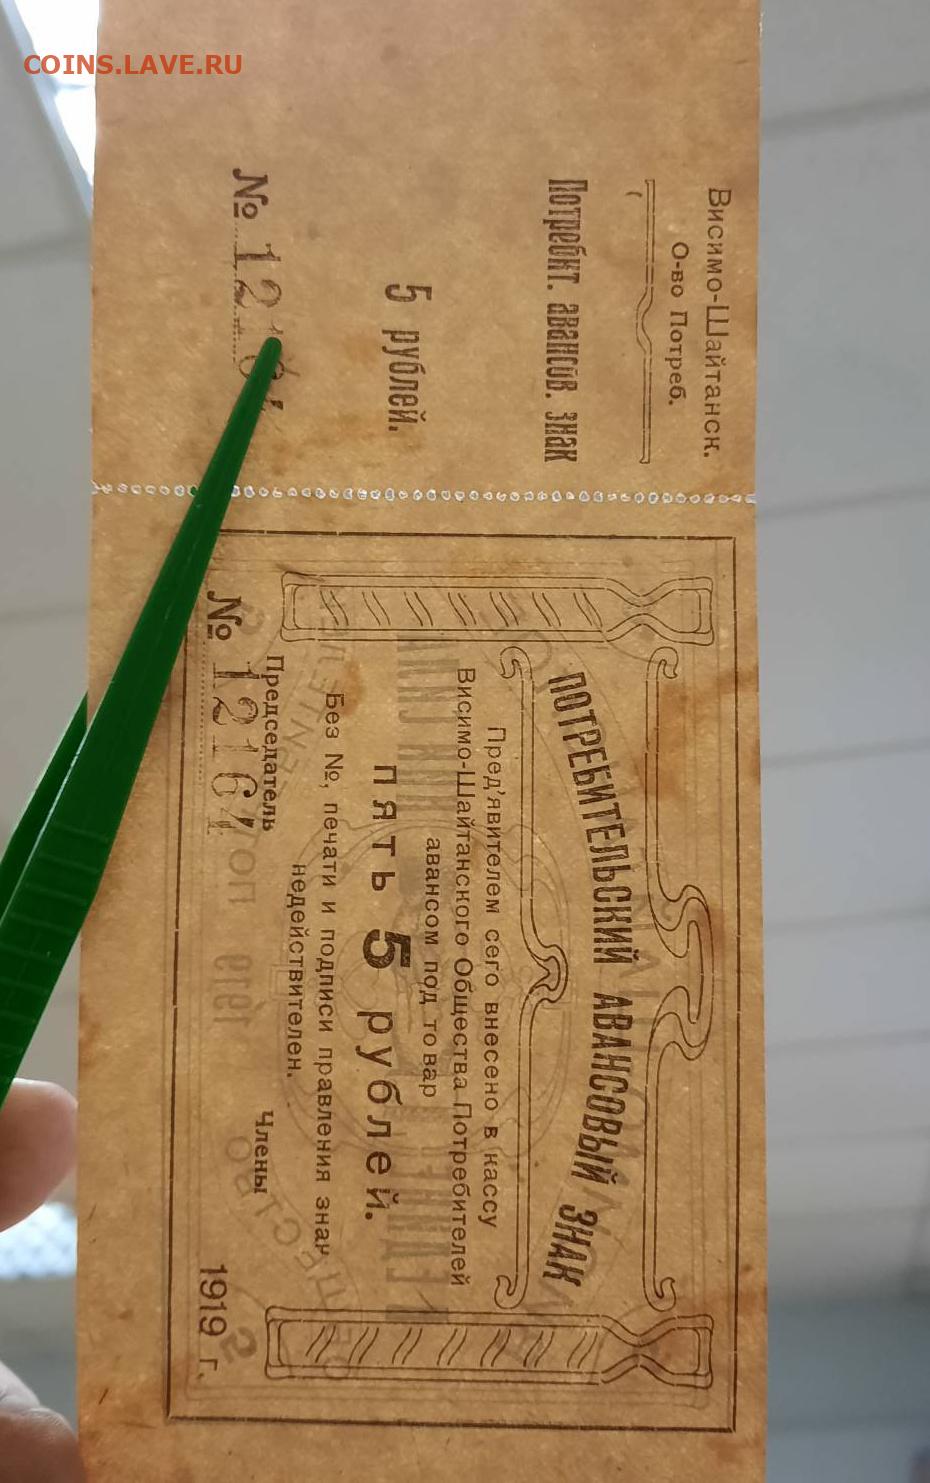 COINS.LAVE.RU
Висимо-Шайтанск.
О-во Потреб.
Потребит. авансов. знак
5 рублей.
№
ПОТРЕБИТЕЛЬСКИЙ АВАНСОВЫЙ ЗНАК
Пред'явителем сего внесено в кассу
Висимо-Шайтанского Общества Потребителей
авансом под товар
пять 5 рублей.
Без №, печати и подписи правления знак
недействителен.
Председатель
Члены
№ 12164
1919 г.